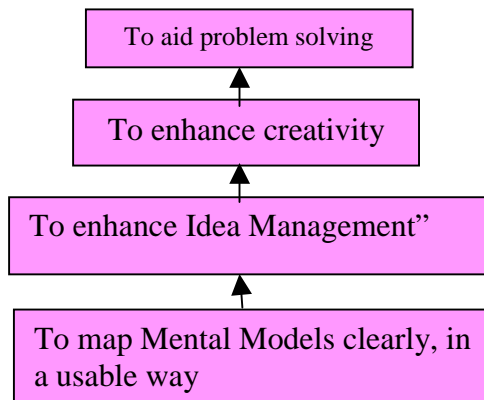 To aid problem solving
To enhance creativity
To enhance Idea Management”
To map Mental Models clearly, in
a usable way